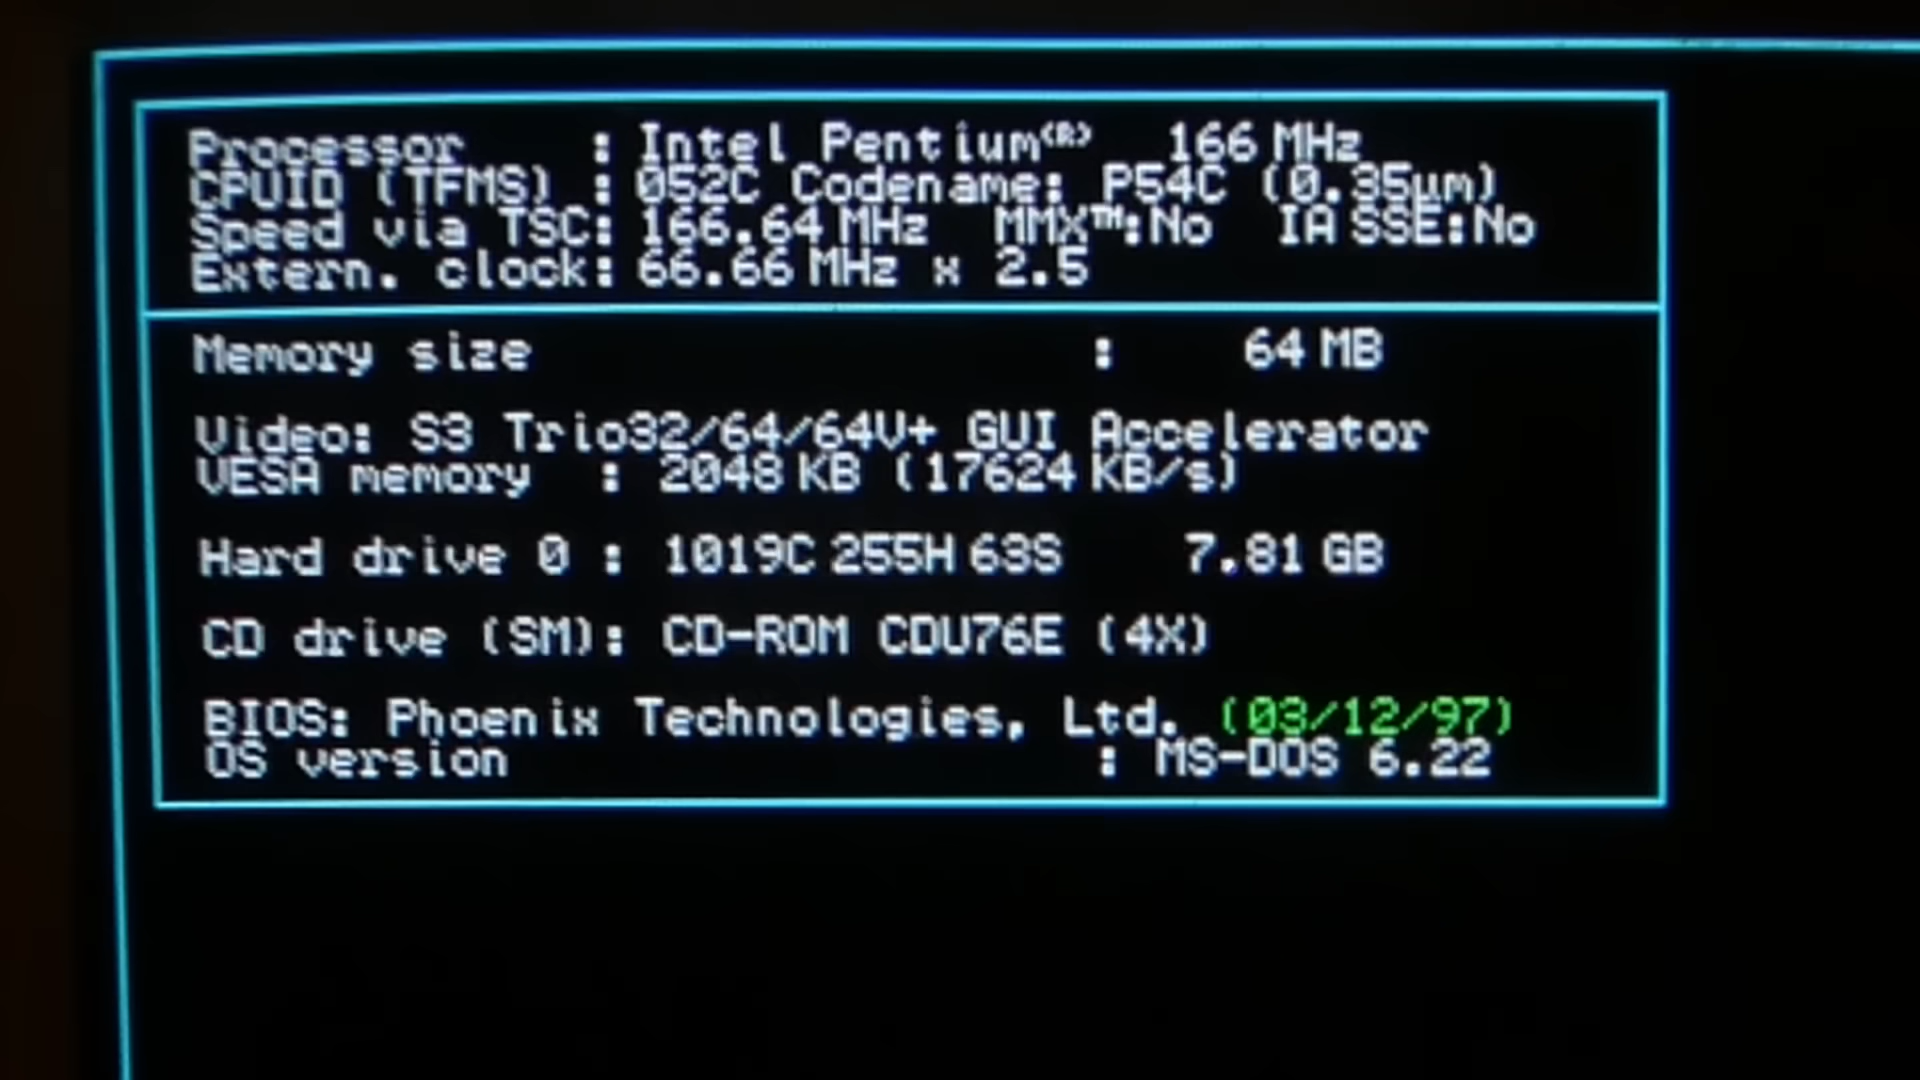 Processor : Intel Pentium(R) 166 MHz
CPUID (TFMS) : 052C Codename: P54C (0.35µm)
Speed via TSC: 166.64 MHz MMX™:No IA SSE:No
Extern. clock: 66.66 MHz x 2.5
Memory size : 64 MB
Video: S3 Trio32/64/64V+ GUI Accelerator
VESA memory : 2048 KB (17624 KB/s)
Hard drive 0 : 1019C 255H 63S 7.81 GB
CD drive (SM): CD-ROM CDU76E (4X)
BIOS: Phoenix Technologies, Ltd. (03/12/97)
OS version : MS-DOS 6.22